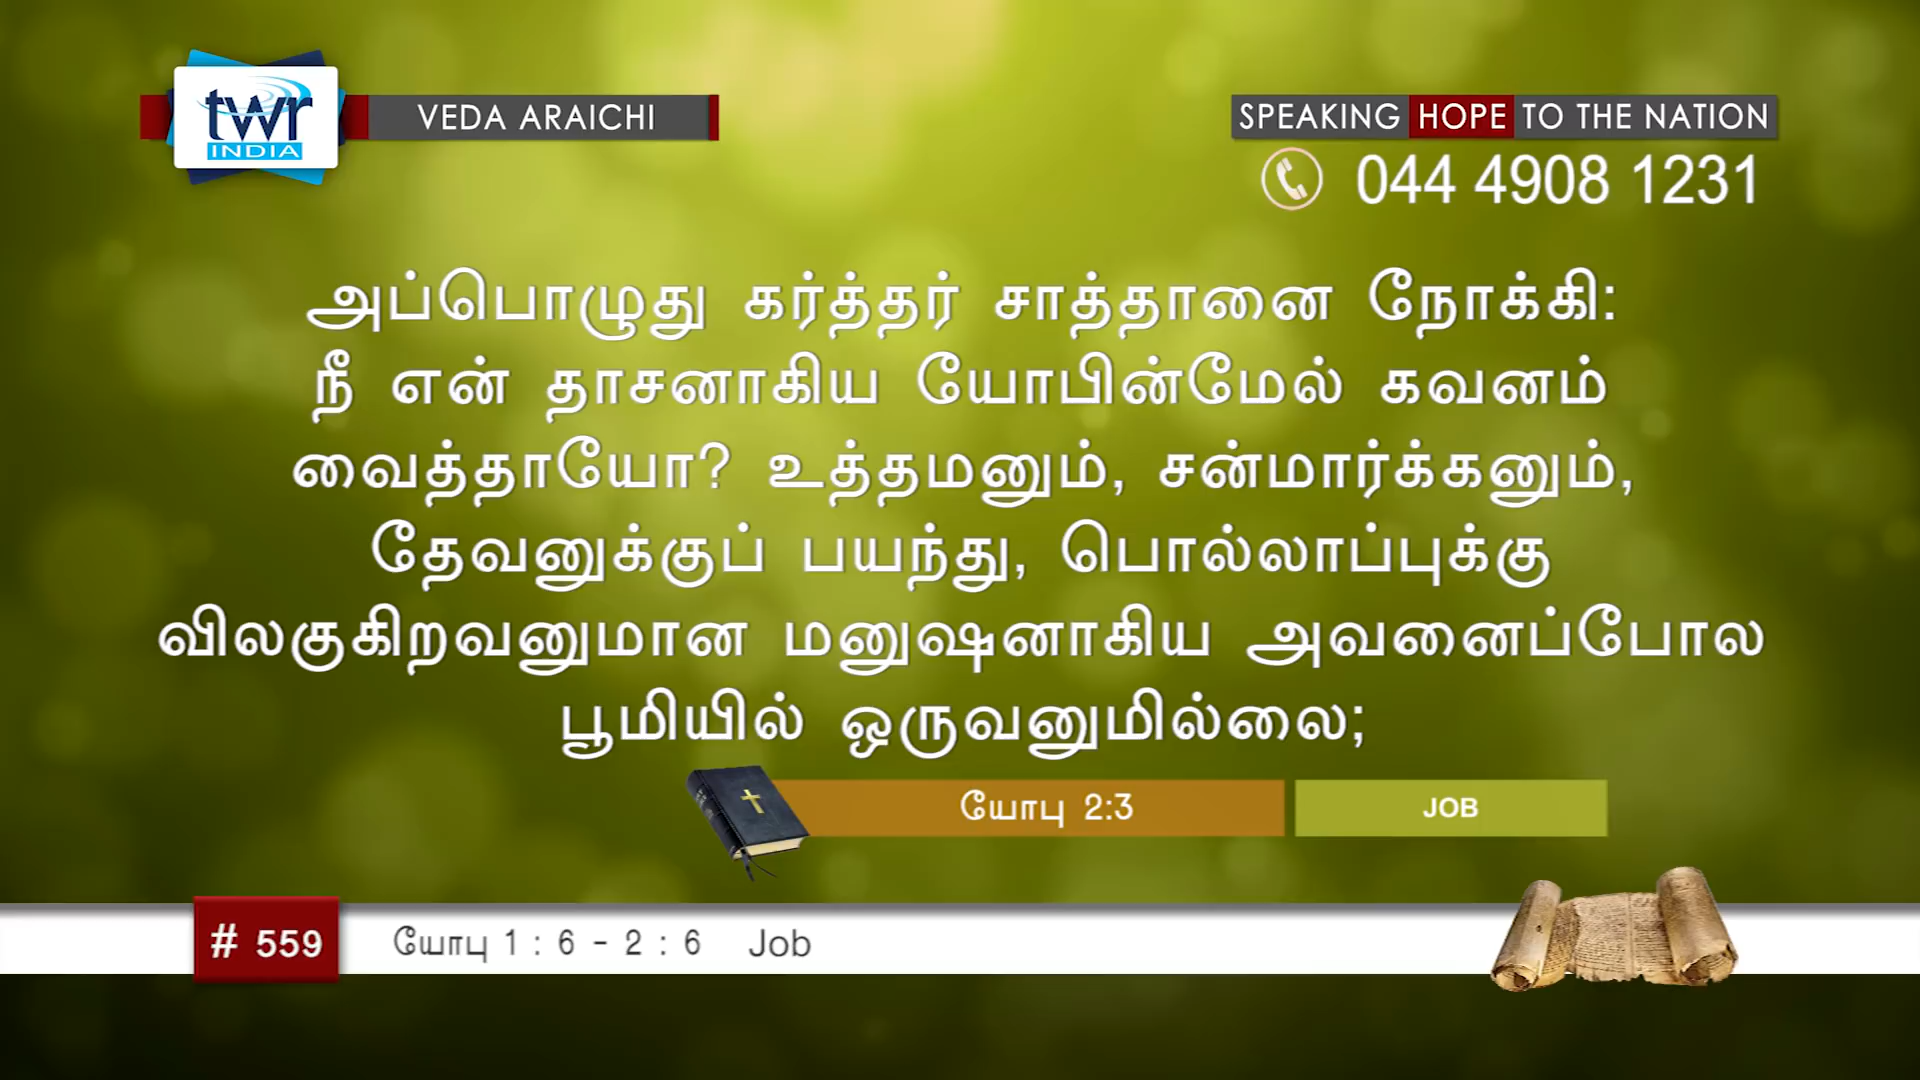 twr
INDIA
VEDA ARAICHI
SPEAKING HOPE TO THE NATION
044 4908 1231
அப்பொழுது கர்த்தர் சாத்தானை நோக்கி:
நீ என் தாசனாகிய யோபின்மேல் கவனம்
வைத்தாயோ? உத்தமனும், சன்மார்க்கனும்,
தேவனுக்குப் பயந்து, பொல்லாப்புக்கு
விலகுகிறவனுமான மனுஷனாகிய அவனைப்போல
பூமியில் ஒருவனுமில்லை;
யோபு 2:3
JOB
# 559
யோபு 1 : 6 - 2 : 6 Job